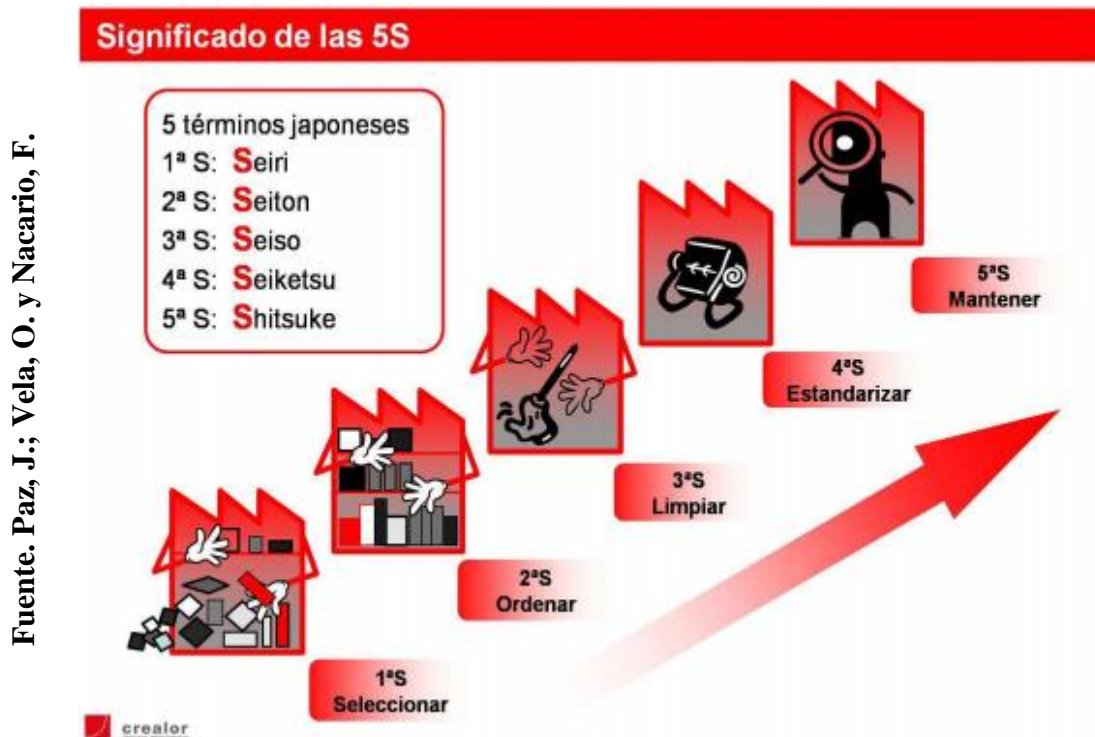 Significado de las 5S
5 términos japoneses
1ª S: Seiri
2ª S: Seiton
3ª S: Seiso
4ª S: Seiketsu
5ª S: Shitsuke
5ªS
Mantener
4ªS
Estandarizar
3ªS
Limpiar
2ªS
Ordenar
1ªS
Seleccionar
crealor
Fuente. Paz, J.; Vela, O. y Nacario, F.